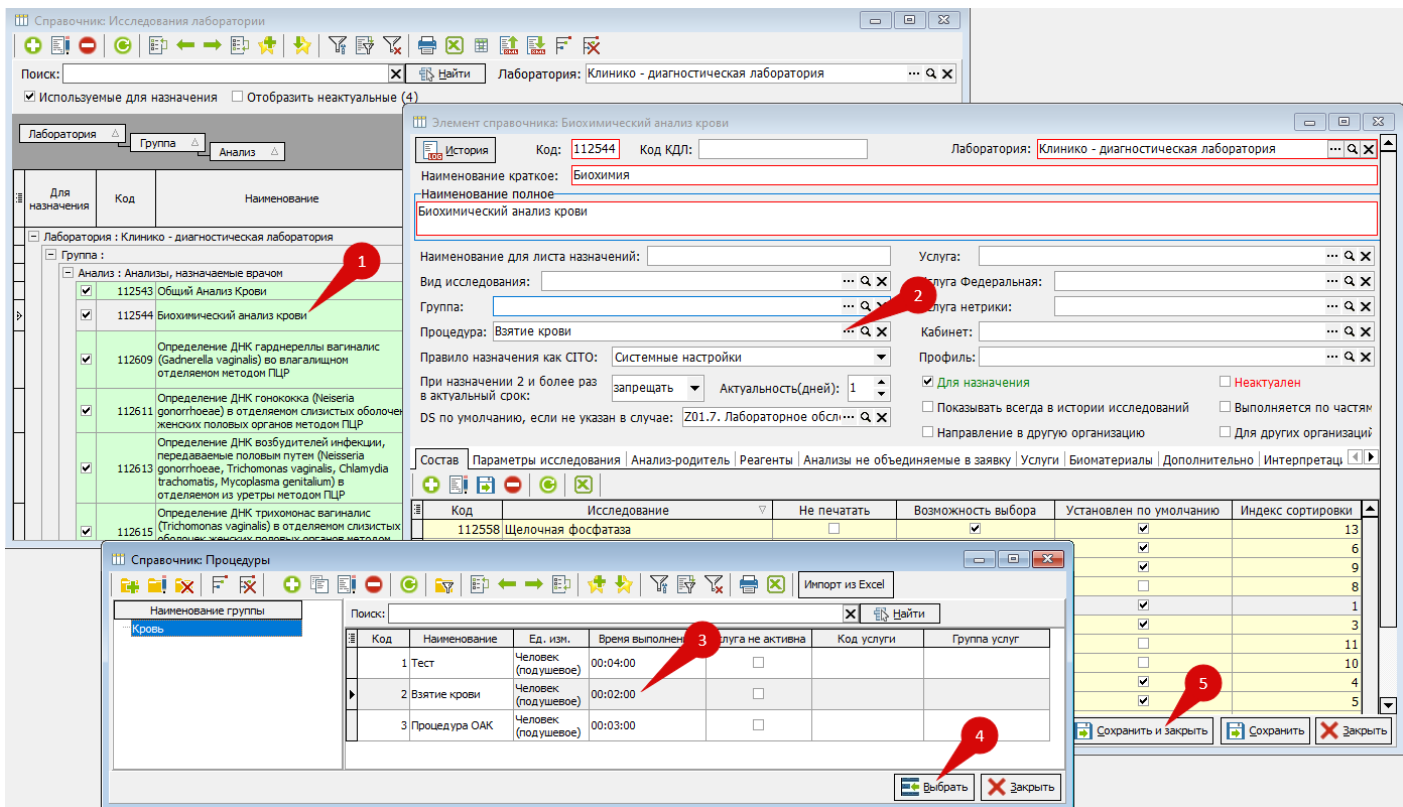 Справочник: Исследования лаборатории
Поиск:
Найти
Лаборатория: Клинико - диагностическая лаборатория
Используемые для назначения
Отобразить неактуальные (4)
Лаборатория
Группа
Анализ
Для назначения
Код
Наименование
Лаборатория : Клинико - диагностическая лаборатория
Группа :
Анализ : Анализы, назначаемые врачом
112543 Общий Анализ Крови
112544 Биохимический анализ крови
112609
Определение ДНК гарднереллы вагиналис
(Gadnerella vaginalis) во влагалищном
отделяемом методом ПЦР
112611
Определение ДНК гонококка (Neiseria
gonorrhoeae) в отделяемом слизистых оболочек
женских половых органов методом ПЦР
112613
Определение ДНК возбудителей инфекции,
передаваемые половым путем (Neisseria
gonorrhoeae, Trichomonas vaginalis, Chlamydia
trachomatis, Mycoplasma genitalium) в
отделяемом из уретры методом ПЦР
112615
Определение ДНК трихомонас вагиналис
(Trichomonas vaginalis) в отделяемом слизистых
оболочек женских половых органов методом
1
Элемент справочника: Биохимический анализ крови
LOG
История
Код: 112544
Код КДЛ:
Лаборатория: Клинико - диагностическая лаборатория
Наименование краткое: Биохимия
Наименование полное
Биохимический анализ крови
Наименование для листа назначений:
Услуга:
Вид исследования:
Услуга Федеральная:
Группа:
2
Услуга нетрики:
Процедура: Взятие крови
Кабинет:
Правило назначения как CITO: Системные настройки
Профиль:
При назначении 2 и более раз
в актуальный срок:
запрещать
Актуальность(дней): 1
Для назначения
Неактуален
Показывать всегда в истории исследований
Выполняется по частям
DS по умолчанию, если не указан в случае: Z01.7. Лабораторное обсл
Направление в другую организацию
Для других организаций
Состав
Параметры исследования
Анализ-родитель
Реагенты
Анализы не объединяемые в заявку
Услуги
Биоматериалы
Дополнительно
Интерпретац
Код
Исследование
Не печатать
Возможность выбора
Установлен по умолчанию
Индекс сортировки
112558 Щелочная фосфатаза
13
6
9
8
1
3
11
10
4
5
5
Сохранить и закрыть
Сохранить
Закрыть
Справочник: Процедуры
Импорт из Excel
Наименование группы
Кровь
Поиск:
Найти
Код
Наименование
Ед. изм.
Время выполнен
3
слуга не активна
Код услуги
Группа услуг
1 Тест
Человек
(подушевое)
00:04:00
2 Взятие крови
Человек
(подушевое)
00:02:00
3 Процедура ОАК
Человек
(подушевое)
00:03:00
4
Выбрать
Закрыть